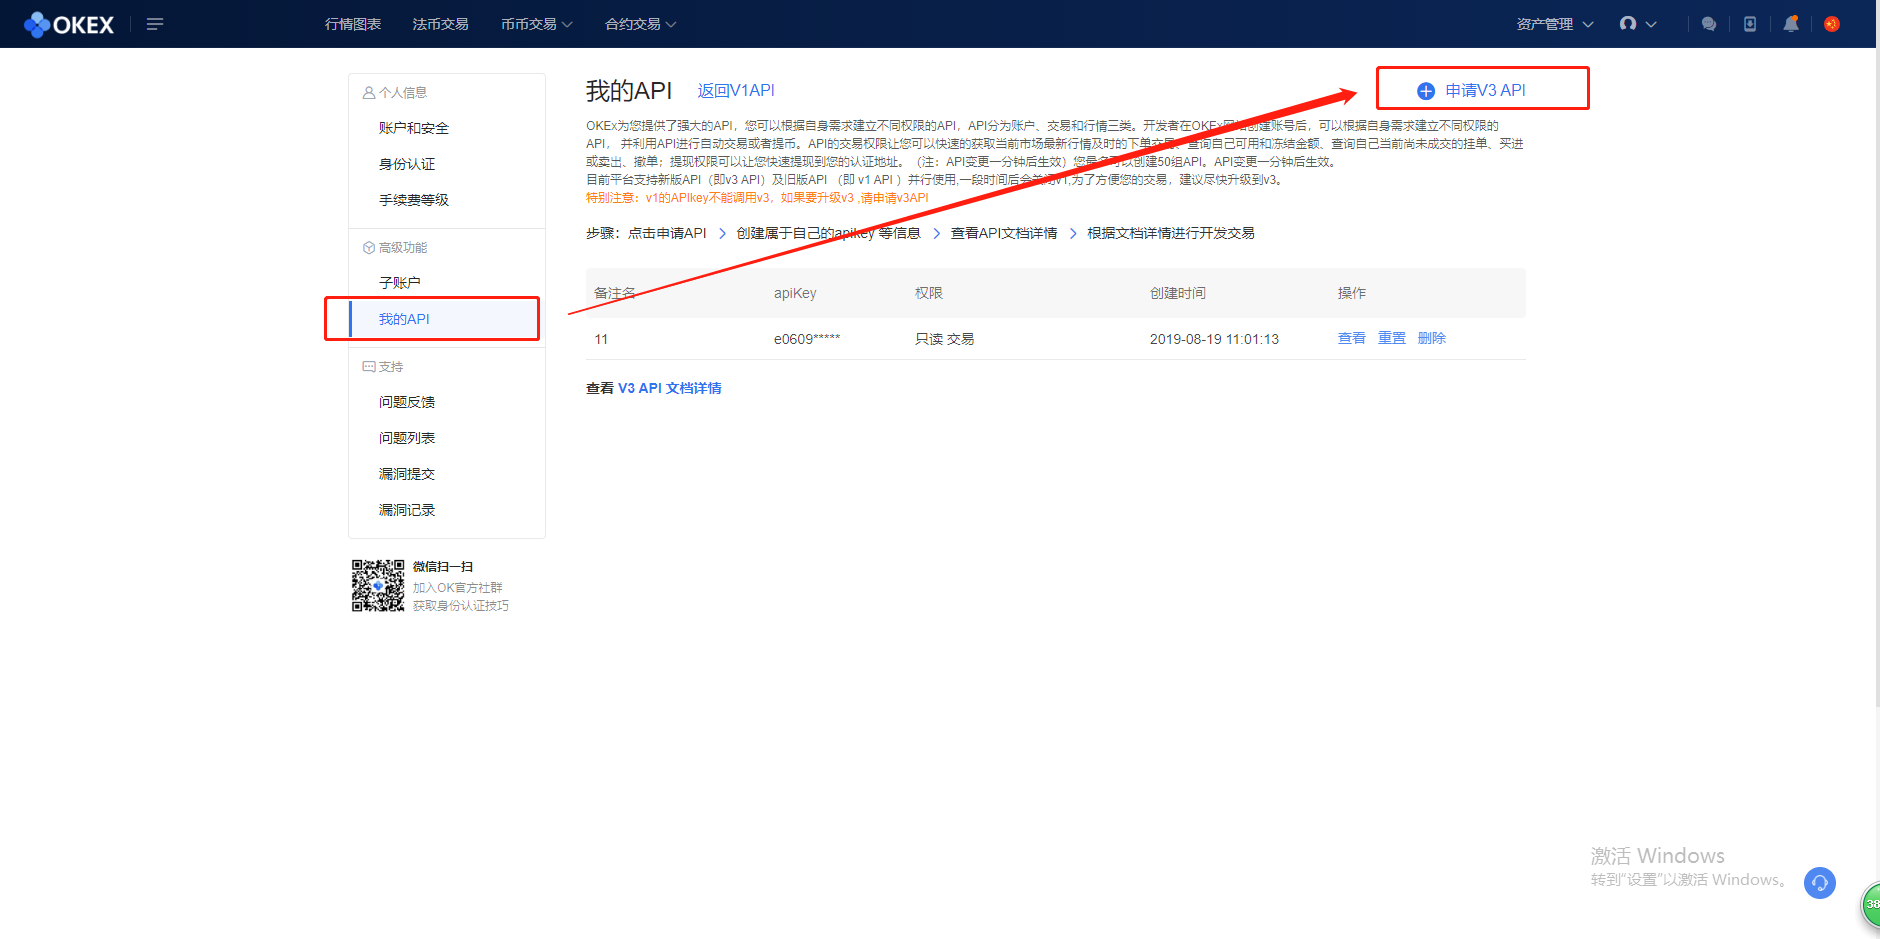 OKEX
行情图表
法币交易
币币交易
合约交易
资产管理
个人信息
账户和安全
身份认证
手续费等级
高级功能
子账户
我的API
支持
问题反馈
问题列表
漏洞提交
漏洞记录
微信扫一扫
加入OK官方社群
获取身份认证技巧
我的API 返回V1API
申请V3 API
OKEx为您提供了强大的API，您可以根据自身需求建立不同权限的API，API分为账户、交易和行情三类。开发者在OKEx网站创建账号后，可以根据自身需求建立不同权限的
API， 并利用API进行自动交易或者提币。API的交易权限让您可以快速的获取当前市场最新行情及时的下单交易、查询自己可用和冻结金额、查询自己当前尚未成交的挂单、买进
或卖出、撤单；提现权限可以让您快速提现到您的认证地址。（注：API变更一分钟后生效）您最多可以创建50组API。API变更一分钟后生效。
目前平台支持新版API（即v3 API）及旧版API （即 v1 API ）并行使用,一段时间后会关闭v1,为了方便您的交易，建议尽快升级到v3。
特别注意：v1的APIkey不能调用v3，如果要升级v3 ,请申请v3API
步骤：点击申请API > 创建属于自己的apikey 等信息 > 查看API文档详情 > 根据文档详情进行开发交易
备注名 apiKey 权限 创建时间 操作
11 e0609***** 只读 交易 2019-08-19 11:01:13 查看 重置 删除
查看 V3 API 文档详情
激活 Windows
转到"设置"以激活 Windows。
38